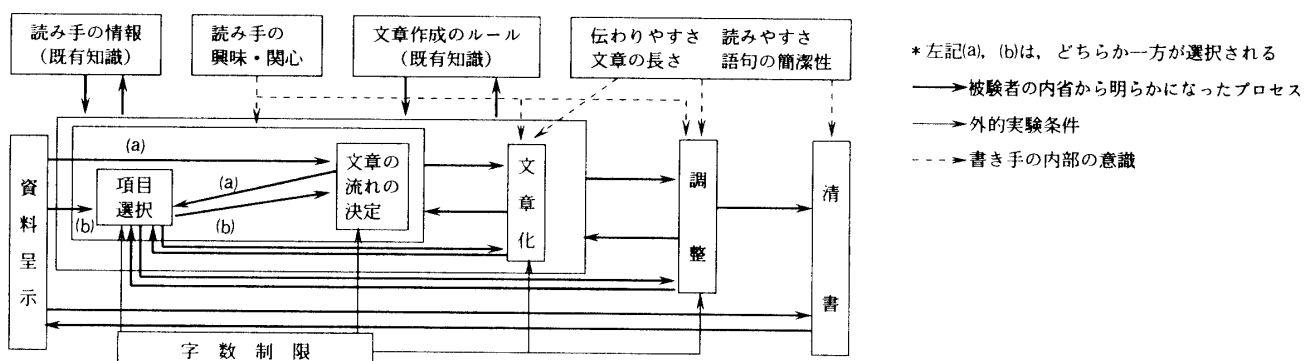 読み手の情報
(既有知識)
読み手の
興味・関心
文章作成のルール
(既有知識)
伝わりやすさ 読みやすさ
文章の長さ 語句の簡潔性
*左記(a), (b)は, どちらか一方が選択される
被験者の内省から明らかになったプロセス
外的実験条件
書き手の内部の意識
資料呈示
(a)
(a)
(b)
(b)
項目
選択
文章の
流れの
決定
文章化
調整
清書
字数制限